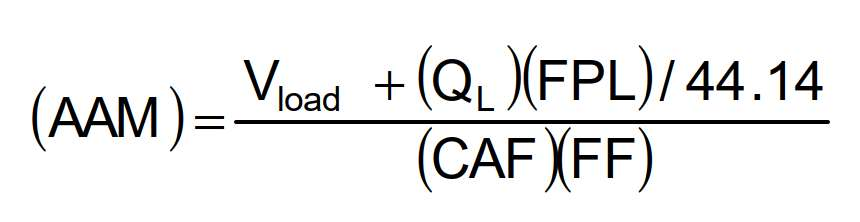 (AAM) = V_load + (Q_L)(FPL) / 44.14
(CAF)(FF)